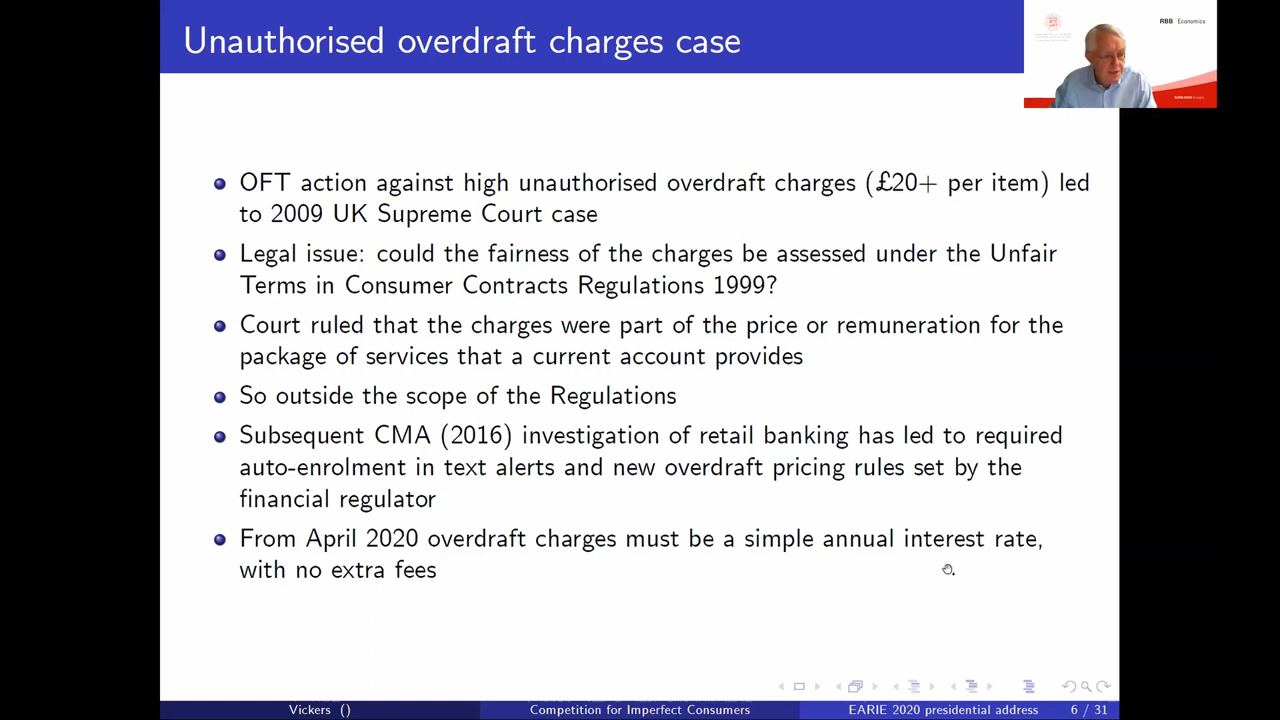 Unauthorised overdraft charges case
RBB Economics
OFT action against high unauthorised overdraft charges (£20+ per item) led
to 2009 UK Supreme Court case
Legal issue: could the fairness of the charges be assessed under the Unfair
Terms in Consumer Contracts Regulations 1999?
Court ruled that the charges were part of the price or remuneration for the
package of services that a current account provides
So outside the scope of the Regulations
Subsequent CMA (2016) investigation of retail banking has led to required
auto-enrolment in text alerts and new overdraft pricing rules set by the
financial regulator
From April 2020 overdraft charges must be a simple annual interest rate,
with no extra fees
Vickers () Competition for Imperfect Consumers EARIE 2020 presidential address 6 / 31